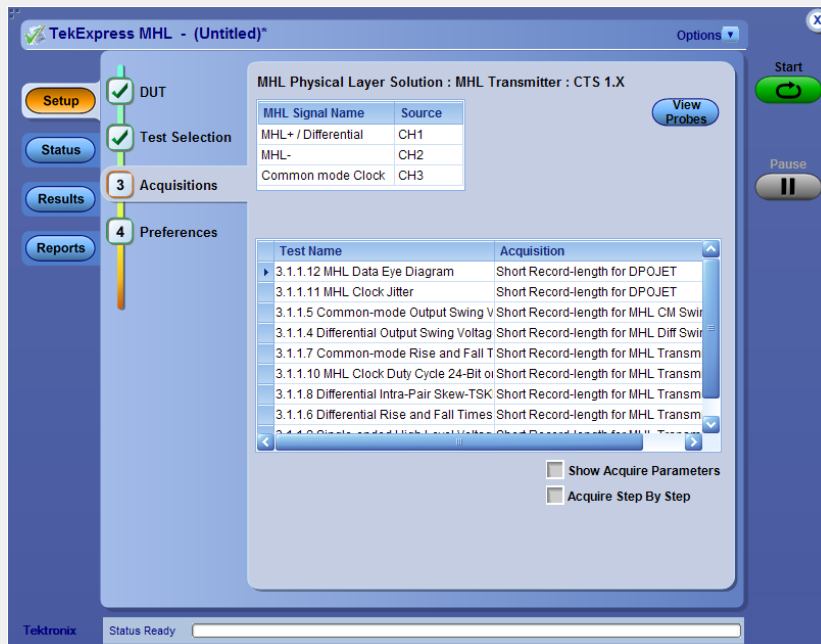 TekExpress MHL - (Untitled)*
Options
X
Start
Pause
Setup
Status
Results
Reports
DUT
Test Selection
3 Acquisitions
4 Preferences
MHL Physical Layer Solution : MHL Transmitter : CTS 1.X
View Probes
MHL Signal Name Source
MHL+ / Differential CH1
MHL- CH2
Common mode Clock CH3
Test Name Acquisition
3.1.1.12 MHL Data Eye Diagram Short Record-length for DPOJET
3.1.1.11 MHL Clock Jitter Short Record-length for DPOJET
3.1.1.5 Common-mode Output Swing V Short Record-length for MHL CM Swin
3.1.1.4 Differential Output Swing Voltag Short Record-length for MHL Diff Swin
3.1.1.7 Common-mode Rise and Fall T Short Record-length for MHL Transm
3.1.1.10 MHL Clock Duty Cycle 24-Bit or Short Record-length for MHL Transm
3.1.1.8 Differential Intra-Pair Skew-TSK Short Record-length for MHL Transm
3.1.1.6 Differential Rise and Fall Times Short Record-length for MHL Transm
Show Acquire Parameters
Acquire Step By Step
Tektronix
Status Ready